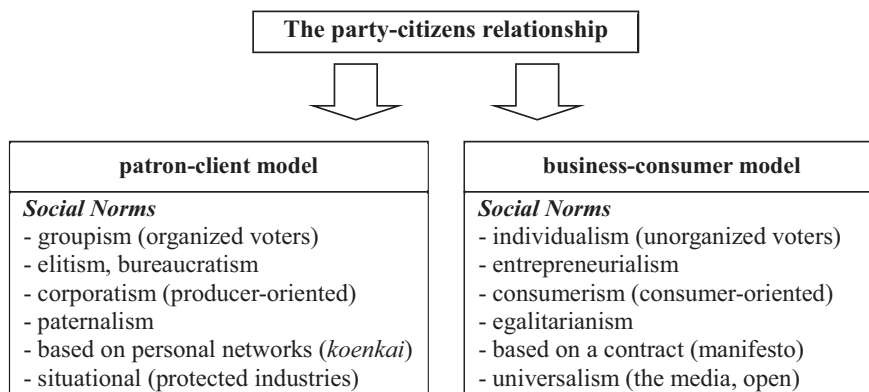 The party-citizens relationship
patron-client model
Social Norms
- groupism (organized voters)
- elitism, bureaucratism
- corporatism (producer-oriented)
- paternalism
- based on personal networks (koenkai)
- situational (protected industries)
business-consumer model
Social Norms
- individualism (unorganized voters)
- entrepreneurialism
- consumerism (consumer-oriented)
- egalitarianism
- based on a contract (manifesto)
- universalism (the media, open)